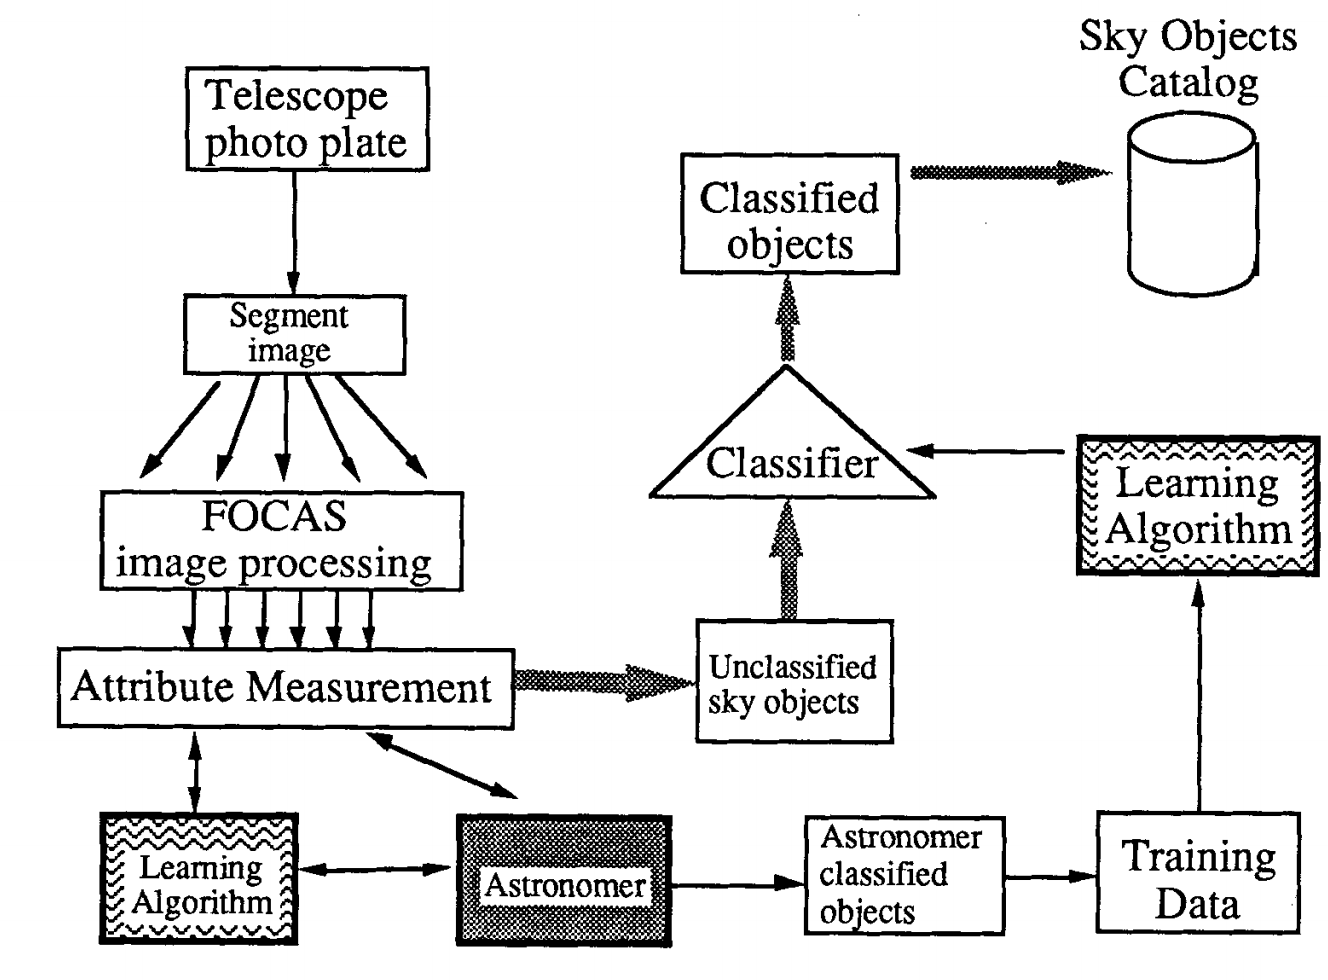 Sky Objects
Catalog
Telescope
photo plate
Classified
objects
Segment
image
Classifier
Learning
Algorithm
FOCAS
image processing
Attribute Measurement
Unclassified
sky objects
Learning
Algorithm
Astronomer
Astronomer
classified
objects
Training
Data